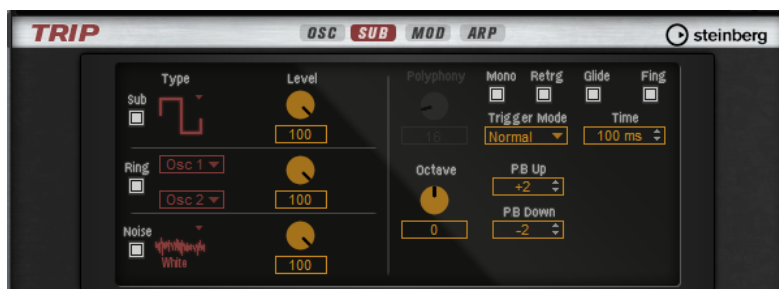 TRIP
OSC SUB MOD ARP
steinberg
Type Level
Sub
100
Ring Osc 1
Osc 2
100
Noise
White
100
Polyphony
16
Mono Retrg Glide Fing
Trigger Mode Time
Normal 100 ms
Octave
0
PB Up
+2
PB Down
-2